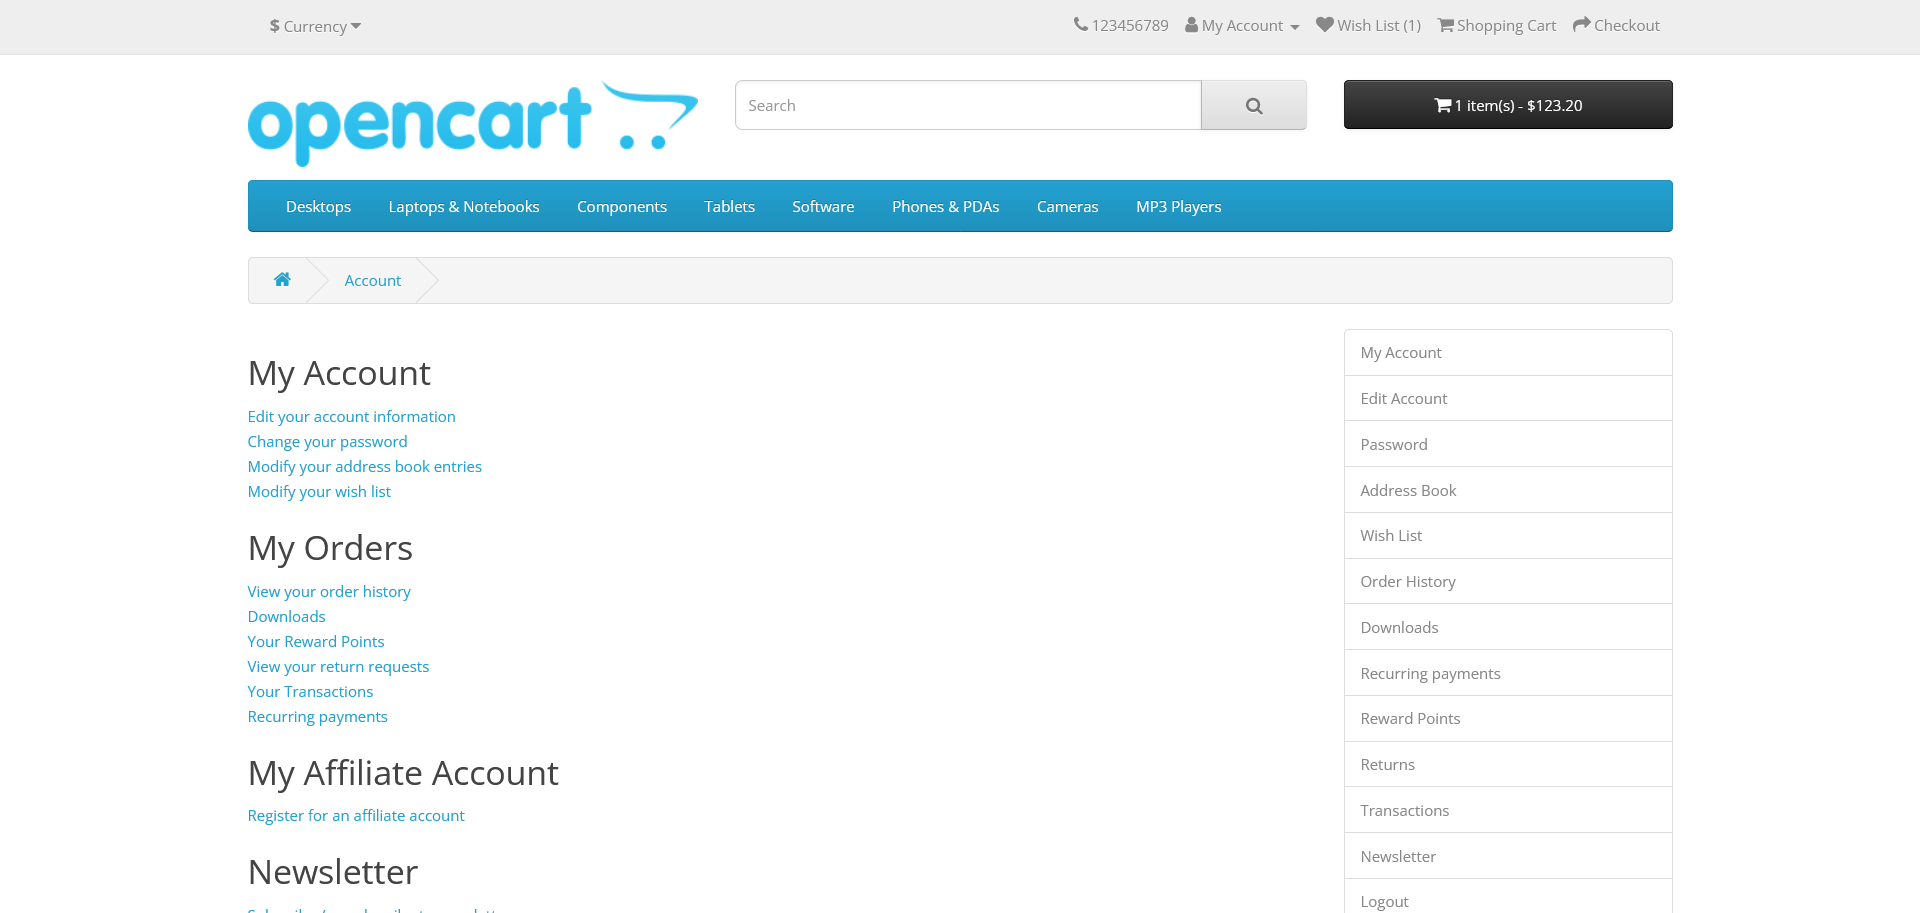 $ Currency
123456789 My Account Wish List (1) Shopping Cart Checkout
opencart
Search
1 item(s) - $123.20
Desktops Laptops & Notebooks Components Tablets Software Phones & PDAs Cameras MP3 Players
Account
My Account
Edit your account information
Change your password
Modify your address book entries
Modify your wish list
My Orders
View your order history
Downloads
Your Reward Points
View your return requests
Your Transactions
Recurring payments
My Affiliate Account
Register for an affiliate account
Newsletter
My Account
Edit Account
Password
Address Book
Wish List
Order History
Downloads
Recurring payments
Reward Points
Returns
Transactions
Newsletter
Logout